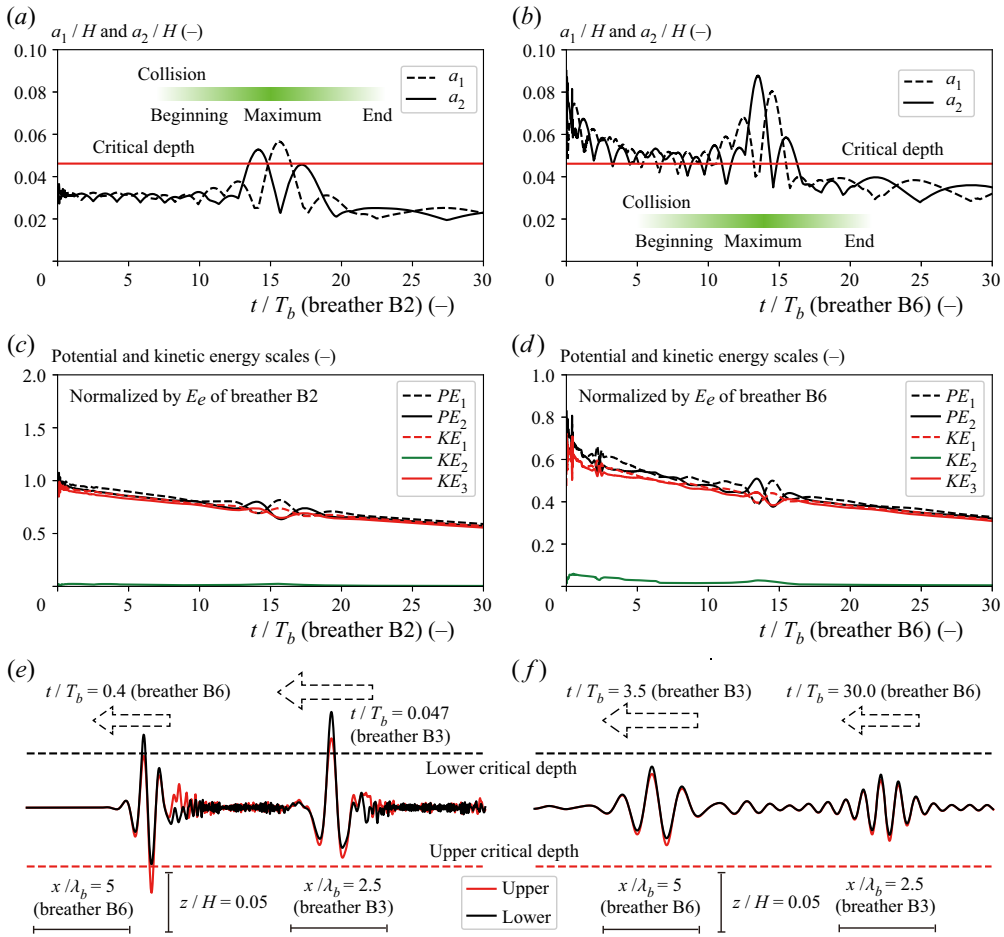 (a)
a1 / H and a2 / H (–)
0.10
0.08
0.06
0.04
0.02
0
5
10
15
20
25
30
Collision
Beginning Maximum End
Critical depth
a1
a2
t / Tb (breather B2) (–)
(b)
a1 / H and a2 / H (–)
0.10
0.08
0.06
0.04
0.02
0
5
10
15
20
25
30
a1
a2
Critical depth
Collision
Beginning Maximum End
t / Tb (breather B6) (–)
(c)
Potential and kinetic energy scales (–)
2.0
1.5
1.0
0.5
0
5
10
15
20
25
30
Normalized by Ee of breather B2
PE1
PE2
KE1
KE2
KE3
t / Tb (breather B2) (–)
(d)
Potential and kinetic energy scales (–)
1.0
0.8
0.6
0.4
0.2
0
5
10
15
20
25
30
Normalized by Ee of breather B6
PE1
PE2
KE1
KE2
KE3
t / Tb (breather B6) (–)
(e)
t / Tb = 0.4 (breather B6)
t / Tb = 0.047
(breather B3)
Lower critical depth
Upper critical depth
x /λb = 5
(breather B6)
z / H = 0.05
x /λb = 2.5
(breather B3)
Upper
Lower
(f)
t / Tb = 3.5 (breather B3)
t / Tb = 30.0 (breather B6)
x /λb = 5
(breather B6)
z / H = 0.05
x /λb = 2.5
(breather B3)